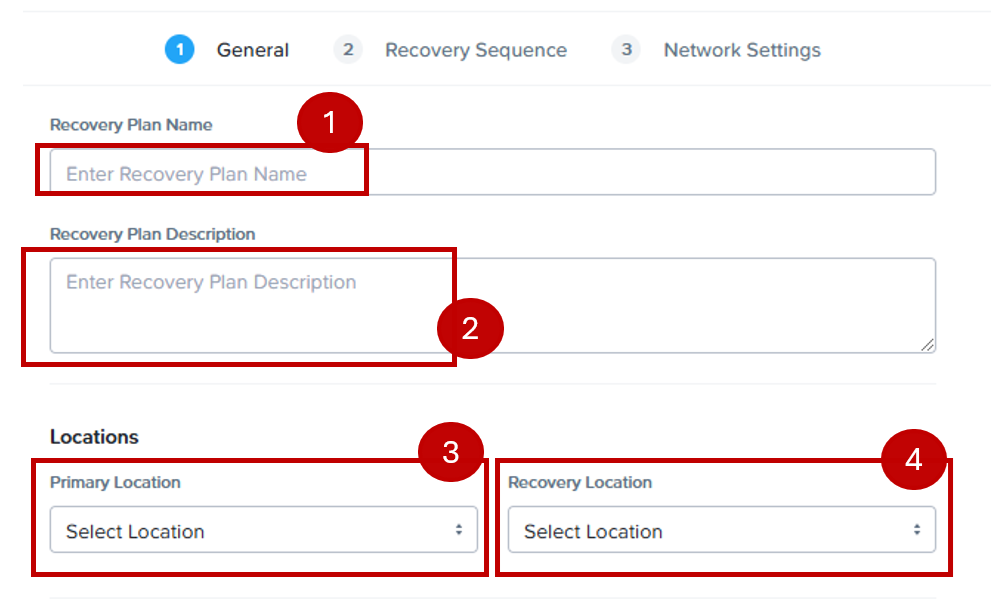 1 General 2 Recovery Sequence 3 Network Settings
Recovery Plan Name
1
Enter Recovery Plan Name
Recovery Plan Description
Enter Recovery Plan Description
2
Locations
3
4
Primary Location Recovery Location
Select Location Select Location